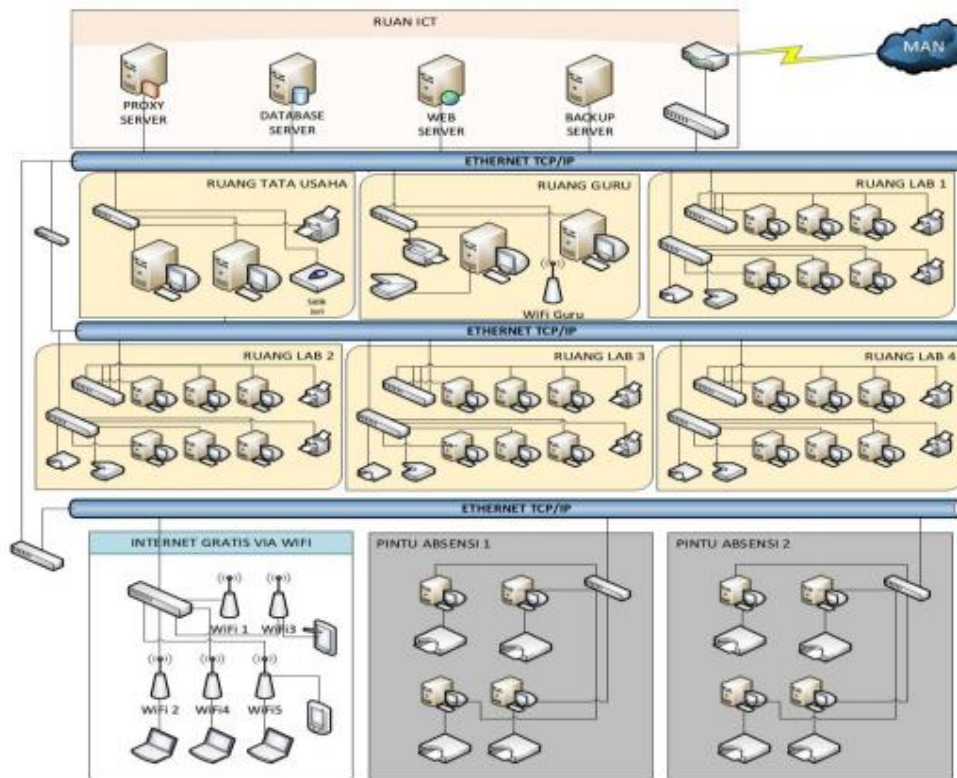 RUAN ICT
MAN
PROXY
SERVER
DATABASE
SERVER
WEB
SERVER
BACKUP
SERVER
ETHERNET TCP/IP
RUANG TATA USAHA
RUANG GURU
RUANG LAB 1
Sidik
Jari
WiFi Guru
ETHERNET TCP/IP
RUANG LAB 2
RUANG LAB 3
RUANG LAB 4
ETHERNET TCP/IP
INTERNET GRATIS VIA WIFI
PINTU ABSENSI 1
PINTU ABSENSI 2
WiFi 1
WiFi3
WiFi 2
WiFi4
WiFi5